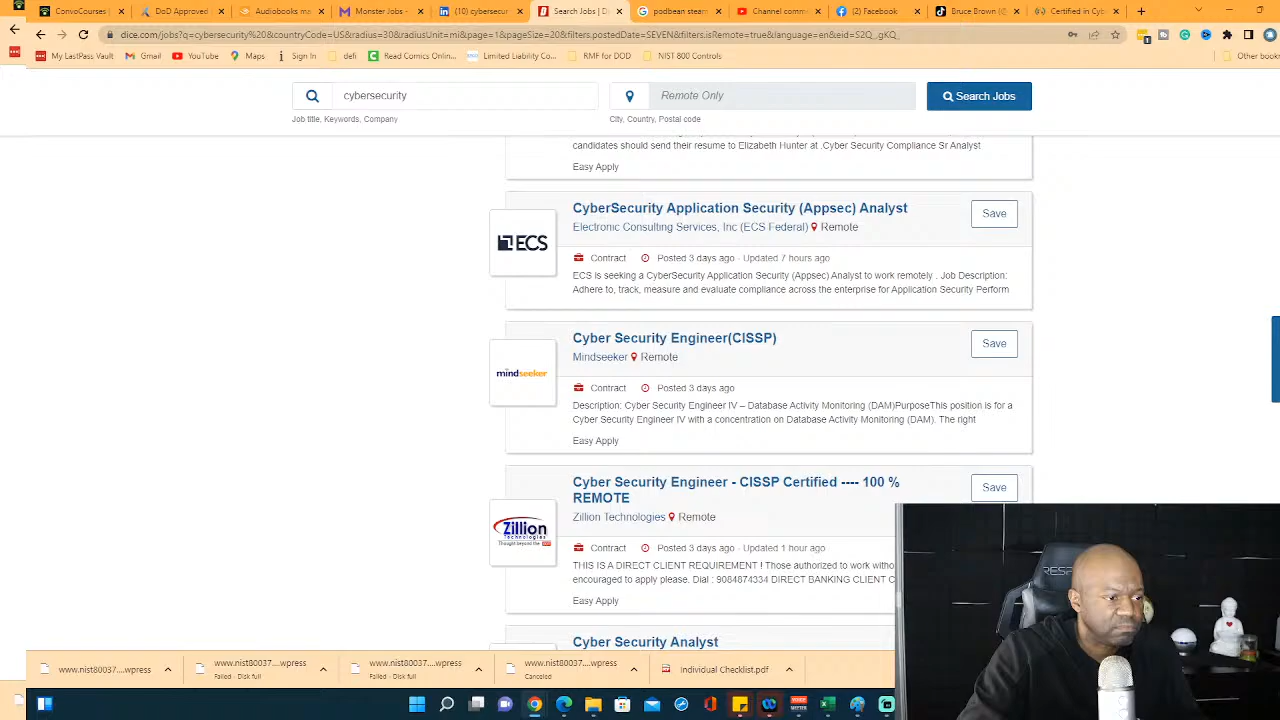 ConvoCourses
DoD Approved
Audiobooks ma
Monster Jobs -
(10) cybersecur
Search Jobs | D
podbean steam
Channel comm
(2) Facebook
Bruce Brown (@
Certified in Cyb
dice.com/jobs?q=cybersecurity%20&countryCode=US&radius=30&radiusUnit=mi&page=1&pageSize=20&filters.postedDate=SEVEN&filters.isRemote=true&language=en&eid=S2Q_,gKQ_
My LastPass Vault
Gmail
YouTube
Maps
Sign In
defi
Read Comics Onlin...
Limited Liability Co...
RMF for DOD
NIST 800 Controls
Other book
cybersecurity
Remote Only
Search Jobs
Job title, Keywords, Company
City, Country, Postal code
candidates should send their resume to Elizabeth Hunter at .Cyber Security Compliance Sr Analyst
Easy Apply
CyberSecurity Application Security (Appsec) Analyst
Save
Electronic Consulting Services, Inc (ECS Federal) Remote
ECS
Contract Posted 3 days ago - Updated 7 hours ago
ECS is seeking a CyberSecurity Application Security (Appsec) Analyst to work remotely . Job Description:
Adhere to, track, measure and evaluate compliance across the enterprise for Application Security Perform
Cyber Security Engineer(CISSP)
Save
Mindseeker Remote
mindseeker
Contract Posted 3 days ago
Description: Cyber Security Engineer IV – Database Activity Monitoring (DAM)PurposeThis position is for a
Cyber Security Engineer IV with a concentration on Database Activity Monitoring (DAM). The right
Easy Apply
Cyber Security Engineer - CISSP Certified ---- 100 %
REMOTE
Save
Zillion Technologies Remote
Zillion
Technologies
Contract Posted 3 days ago - Updated 1 hour ago
THIS IS A DIRECT CLIENT REQUIREMENT ! Those authorized to work witho
encouraged to apply please. Dial : 9084874334 DIRECT BANKING CLIENT C
Easy Apply
Cyber Security Analyst
RESP
www.nist80037....wpress
www.nist80037....wpress
Failed - Disk full
www.nist80037....wpress
Failed - Disk full
www.nist80037....wpress
Canceled
Individual Checklist.pdf